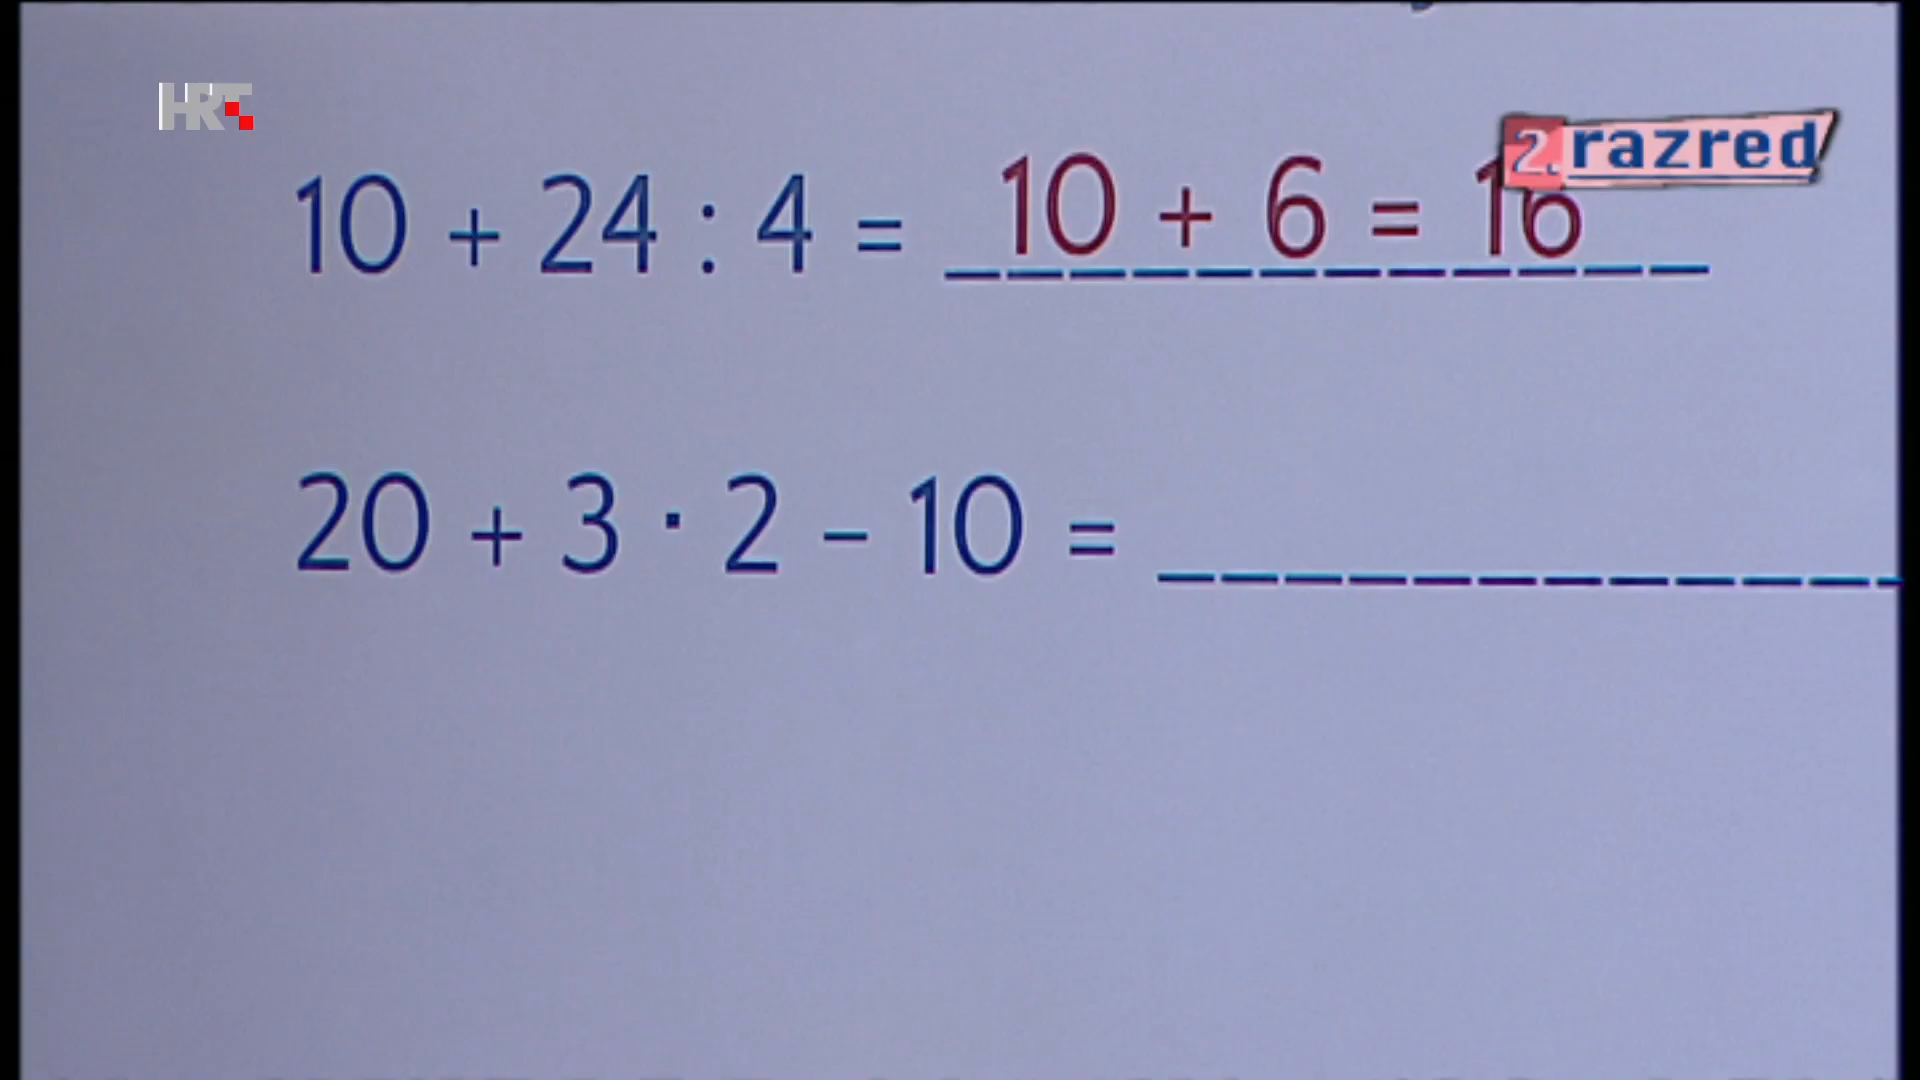 HRT
2. razred
10 + 24 : 4 = 10 + 6 = 16
20 + 3 · 2 – 10 =